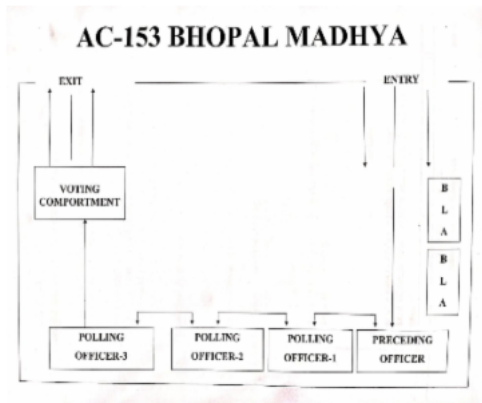 AC-153 BHOPAL MADHYA
EXIT
ENTRY
VOTING
COMPORTMENT
B
L
A
B
L
A
POLLING
OFFICER-3
POLLING
OFFICER-2
POLLING
OFFICER-1
PRECEDING
OFFICER